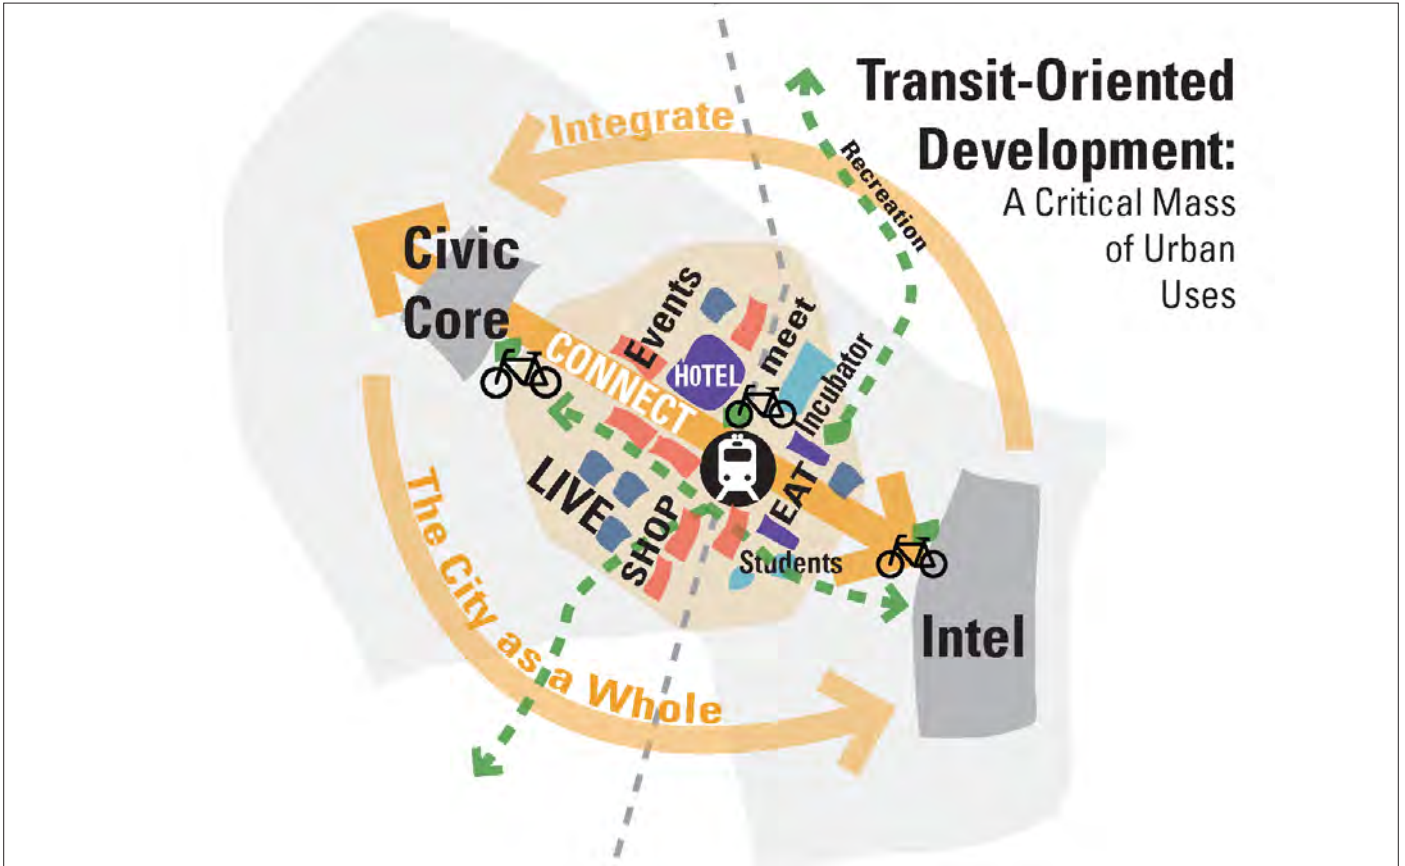 Transit-Oriented
Development:
A Critical Mass
of Urban
Uses
Integrate
Recreation
Civic
Core
Events
meet
HOTEL
Incubator
CONNECT
LIVE
SHOP
EAT
Students
The City as a Whole
Intel